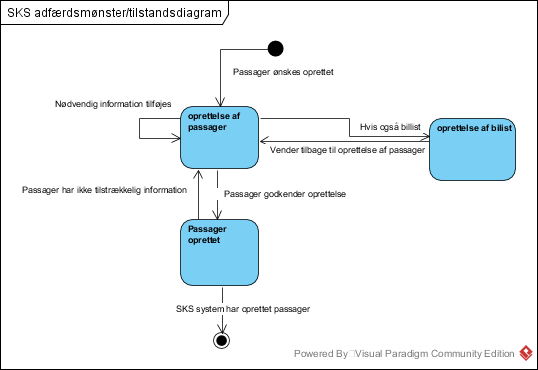 SKS adfærdsmønster/tilstandsdiagram
Passager ønskes oprettet
Nødvendig information tilføjes
oprettelse af
passager
Hvis også billist
oprettelse af bilist
Vender tilbage til oprettelse af passager
Passager har ikke tilstrækkelig information
Passager godkender oprettelse
Passager
oprettet
SKS system har oprettet passager
Powered By Visual Paradigm Community Edition